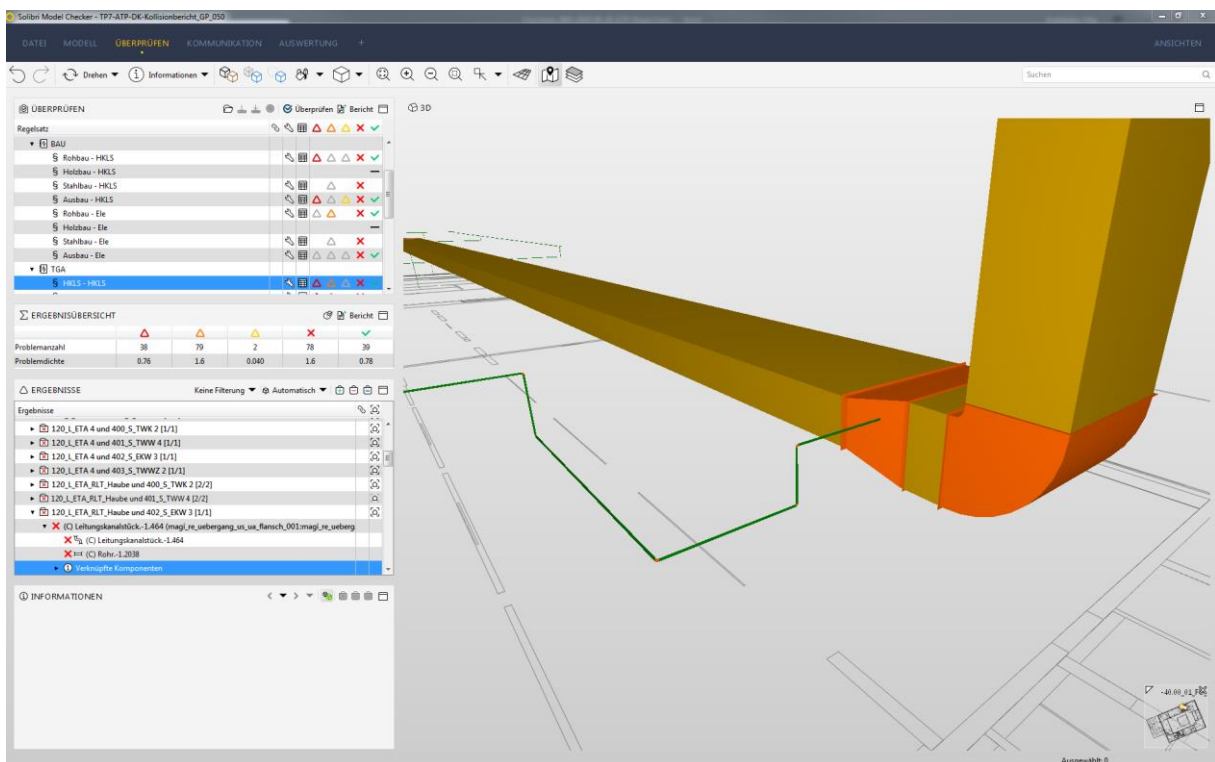 Solibri Model Checker - TP7-ATP-DK-Kollisionbericht_GP_050
DATEI MODELL ÜBERPRÜFEN KOMMUNIKATION AUSWERTUNG + ANSICHTEN
Drehen Informationen Suchen
ÜBERPRÜFEN Überprüfen Bericht
3D
Regelsatz
BAU
§ Rohbau - HKLS
§ Holzbau - HKLS
§ Stahlbau - HKLS
§ Ausbau - HKLS
§ Rohbau - Ele
§ Holzbau - Ele
§ Stahlbau - Ele
§ Ausbau - Ele
TGA
§ HKLS - HKLS
∑ ERGEBNISÜBERSICHT Bericht
Problemanzahl 38 79 2 78 39
Problemdichte 0.76 1.6 0.040 1.6 0.78
ERGEBNISSE Keine Filterung Automatisch
Ergebnisse
120_L_ETA 4 und 400_S_TWK 2 [1/1]
120_L_ETA 4 und 401_S_TWW 4 [1/1]
120_L_ETA 4 und 402_S_EKW 3 [1/1]
120_L_ETA 4 und 403_S_TWWZ 2 [1/1]
120_L_ETA_RLT_Haube und 400_S_TWK 2 [2/2]
120_L_ETA_RLT_Haube und 401_S_TWW 4 [2/2]
120_L_ETA_RLT_Haube und 402_S_EKW 3 [1/1]
(C) Leitungskanalstück.-1.464 (magi_re_uebergang_us_ua_flansch_001:magi_re_ueberg
(C) Leitungskanalstück.-1.464
(C) Rohr.-1.2038
Verknüpfte Komponenten
INFORMATIONEN
Ausgewählt: 0